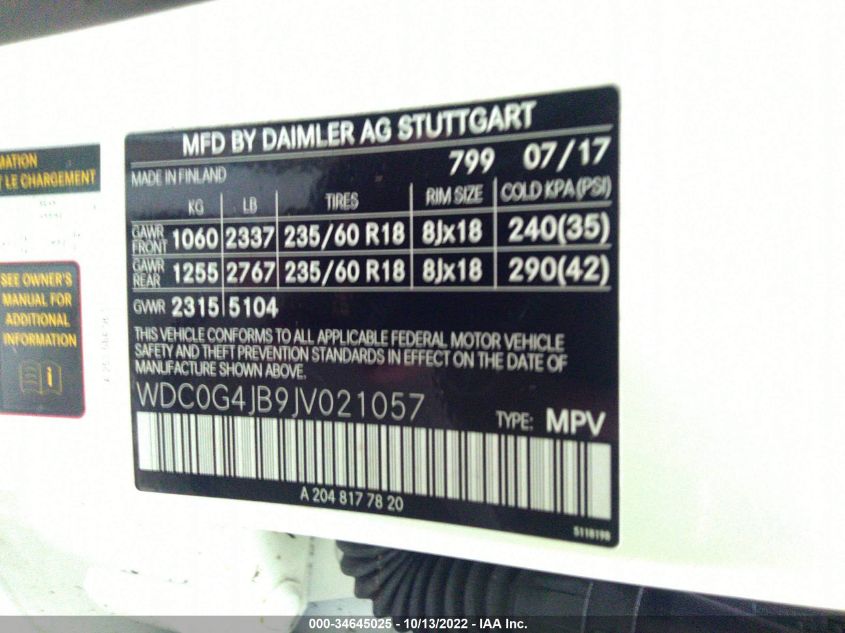 MATION
T LE CHARGEMENT
SEE OWNER'S
MANUAL FOR
ADDITIONAL
INFORMATION
MFD BY DAIMLER AG STUTTGART
MADE IN FINLAND 799 07/17
KG LB TIRES RIM SIZE COLD KPA(PSI)
GAWR FRONT 1060 2337 235/60 R18 8Jx18 240(35)
GAWR REAR 1255 2767 235/60 R18 8Jx18 290(42)
GVWR 2315 5104
THIS VEHICLE CONFORMS TO ALL APPLICABLE FEDERAL MOTOR VEHICLE
SAFETY AND THEFT PREVENTION STANDARDS IN EFFECT ON THE DATE OF
MANUFACTURE SHOWN ABOVE.
WDC0G4JB9JV021057
TYPE: MPV
A 204 817 78 20
5118198
000-34645025 - 10/13/2022 - IAA Inc.